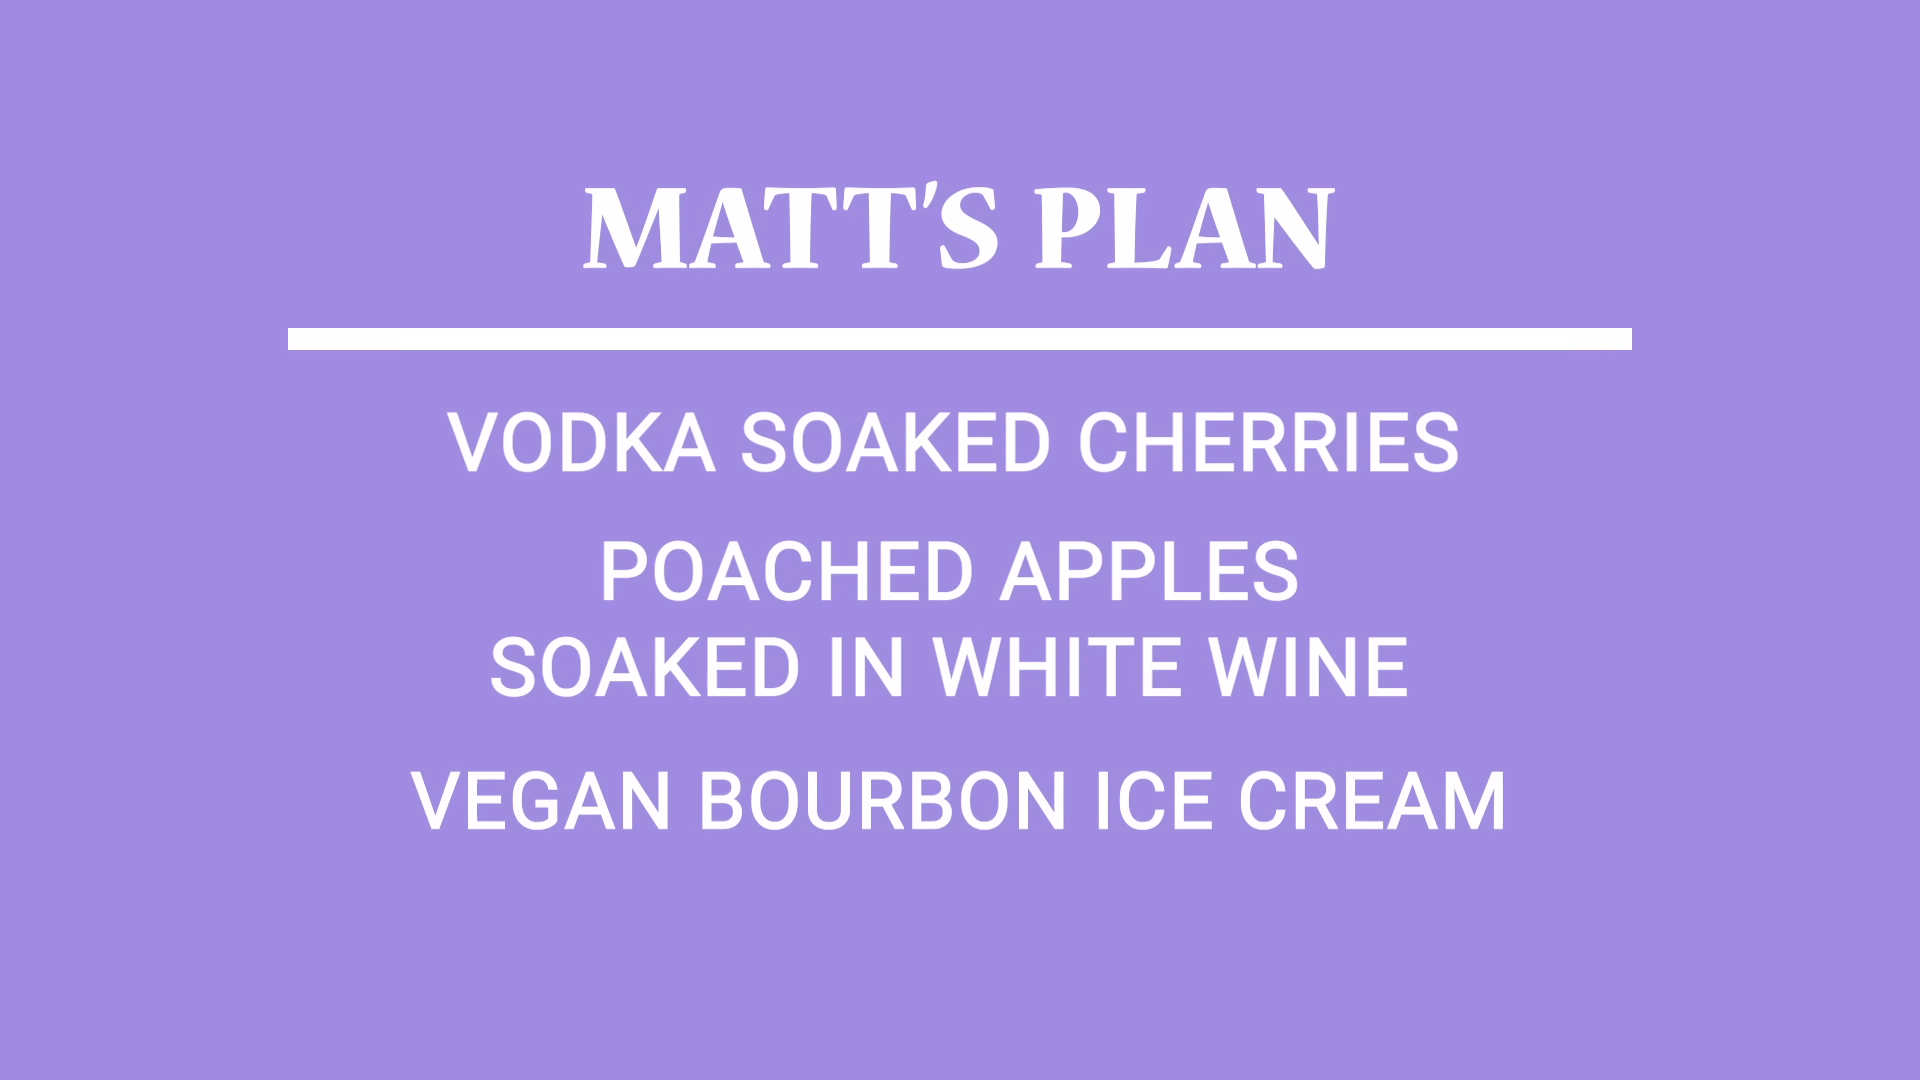 MATT'S PLAN
VODKA SOAKED CHERRIES
POACHED APPLES
SOAKED IN WHITE WINE
VEGAN BOURBON ICE CREAM